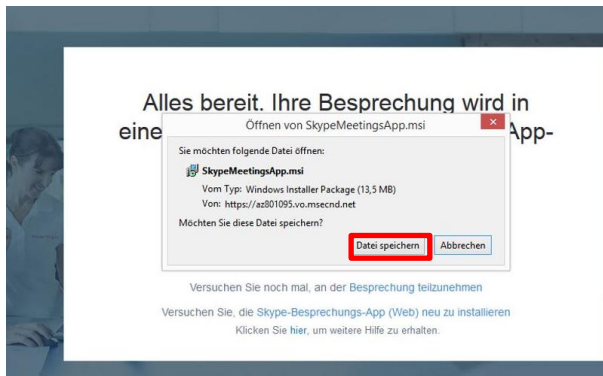 Alles bereit. Ihre Besprechung wird in
eine
App-
Öffnen von SkypeMeetingsApp.msi
Sie möchten folgende Datei öffnen:
SkypeMeetingsApp.msi
Vom Typ: Windows Installer Package (13,5 MB)
Von: https://az801095.vo.msecnd.net
Möchten Sie diese Datei speichern?
Datei speichern Abbrechen
Versuchen Sie noch mal, an der Besprechung teilzunehmen
Versuchen Sie, die Skype-Besprechungs-App (Web) neu zu installieren
Klicken Sie hier, um weitere Hilfe zu erhalten.